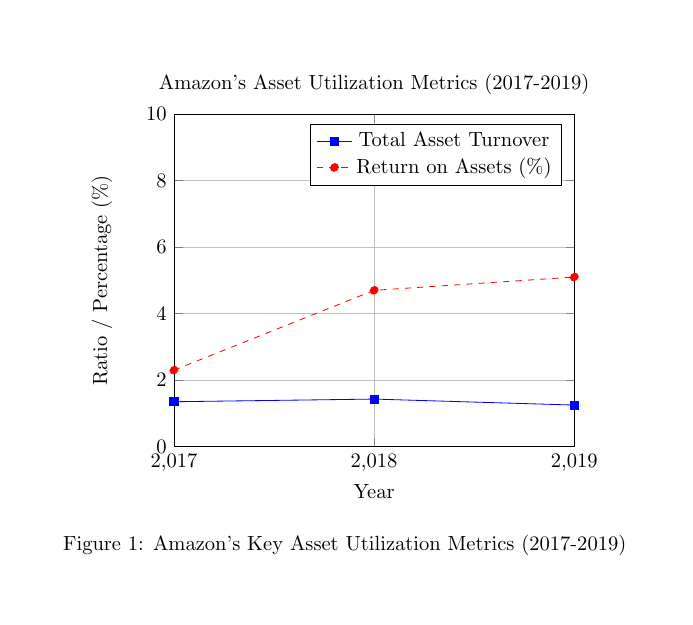 Amazon's Asset Utilization Metrics (2017-2019)
10
8
6
4
2
0
Ratio / Percentage (%)
Total Asset Turnover
Return on Assets (%)
2,017 2,018 2,019
Year
Figure 1: Amazon's Key Asset Utilization Metrics (2017-2019)